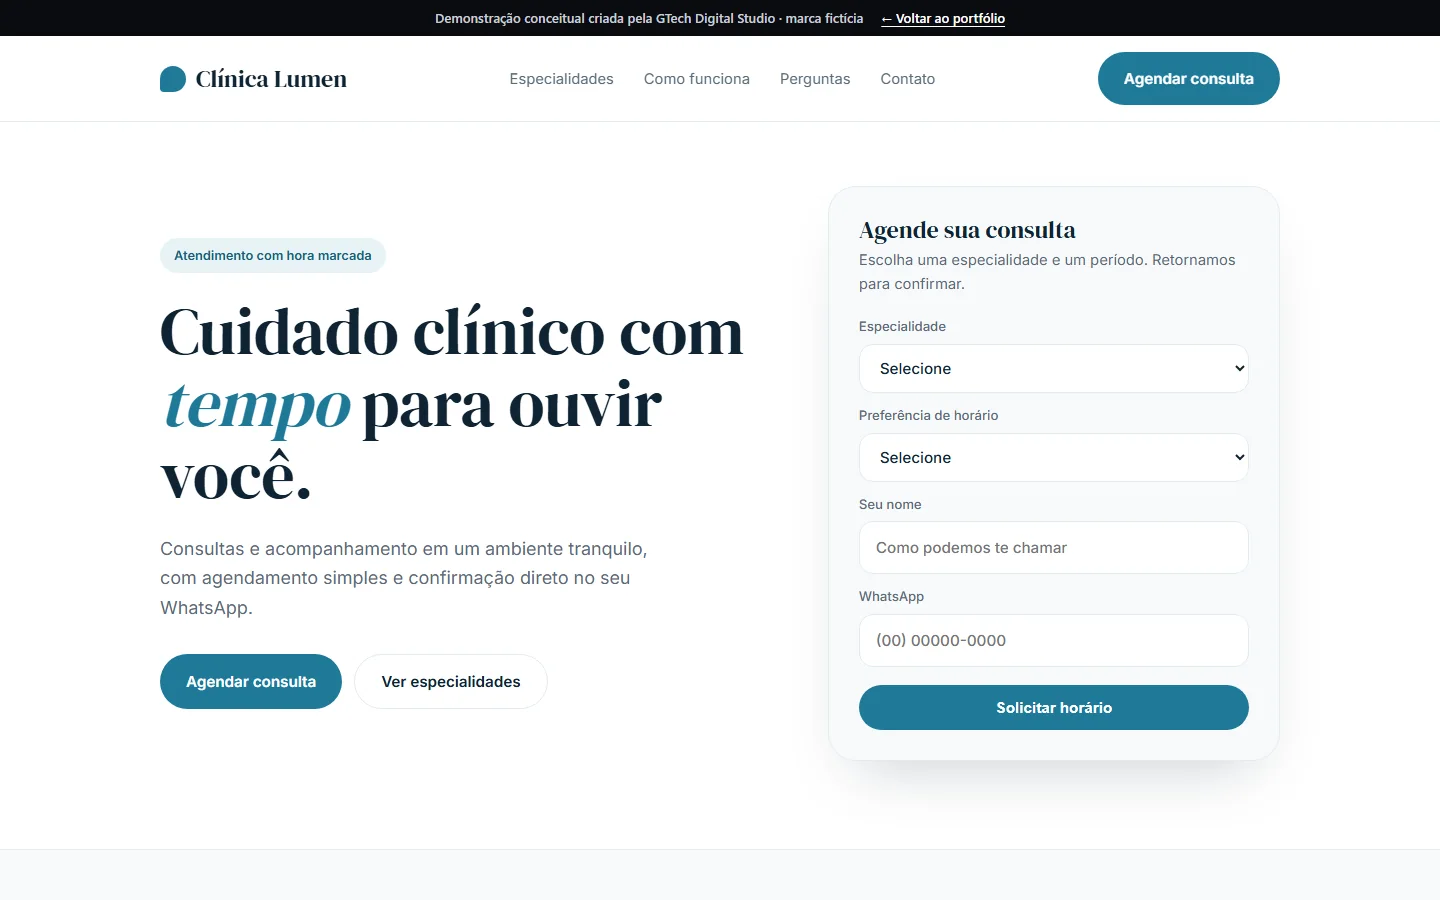 Demonstração conceitual criada pela GTech Digital Studio · marca fictícia ← Voltar ao portfólio
Clínica Lumen
Especialidades Como funciona Perguntas Contato
Agendar consulta
Atendimento com hora marcada
Cuidado clínico com
tempo para ouvir
você.
Consultas e acompanhamento em um ambiente tranquilo,
com agendamento simples e confirmação direto no seu
WhatsApp.
Agendar consulta
Ver especialidades
Agende sua consulta
Escolha uma especialidade e um período. Retornamos
para confirmar.
Especialidade
Selecione
Preferência de horário
Selecione
Seu nome
Como podemos te chamar
WhatsApp
(00) 00000-0000
Solicitar horário